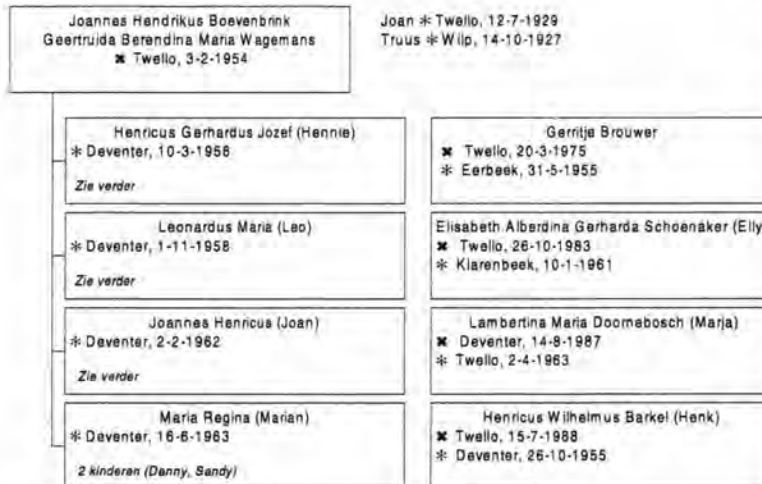 Joannes Hendrikus Boevenbrink
Geertruida Berendina Maria Wagemans
✖ Twello, 3-2-1954
Joan * Twello, 12-7-1929
Truus * Wilp, 14-10-1927
Henricus Gerhardus Jozef (Hennie)
* Deventer, 10-3-1956
Zie verder
Gerritje Brouwer
✖ Twello, 20-3-1975
* Eerbeek, 31-5-1955
Leonardus Maria (Leo)
* Deventer, 1-11-1958
Zie verder
Elisabeth Alberdina Gerharda Schoenaker (Elly
✖ Twello, 26-10-1983
* Klarenbeek, 10-1-1961
Joannes Henricus (Joan)
* Deventer, 2-2-1962
Zie verder
Lambertina Maria Doornebosch (Marja)
✖ Deventer, 14-8-1987
* Twello, 2-4-1963
Maria Regina (Marian)
* Deventer, 16-6-1963
2 kinderen (Danny, Sandy)
Henricus Wilhelmus Barkel (Henk)
✖ Twello, 15-7-1988
* Deventer, 26-10-1955